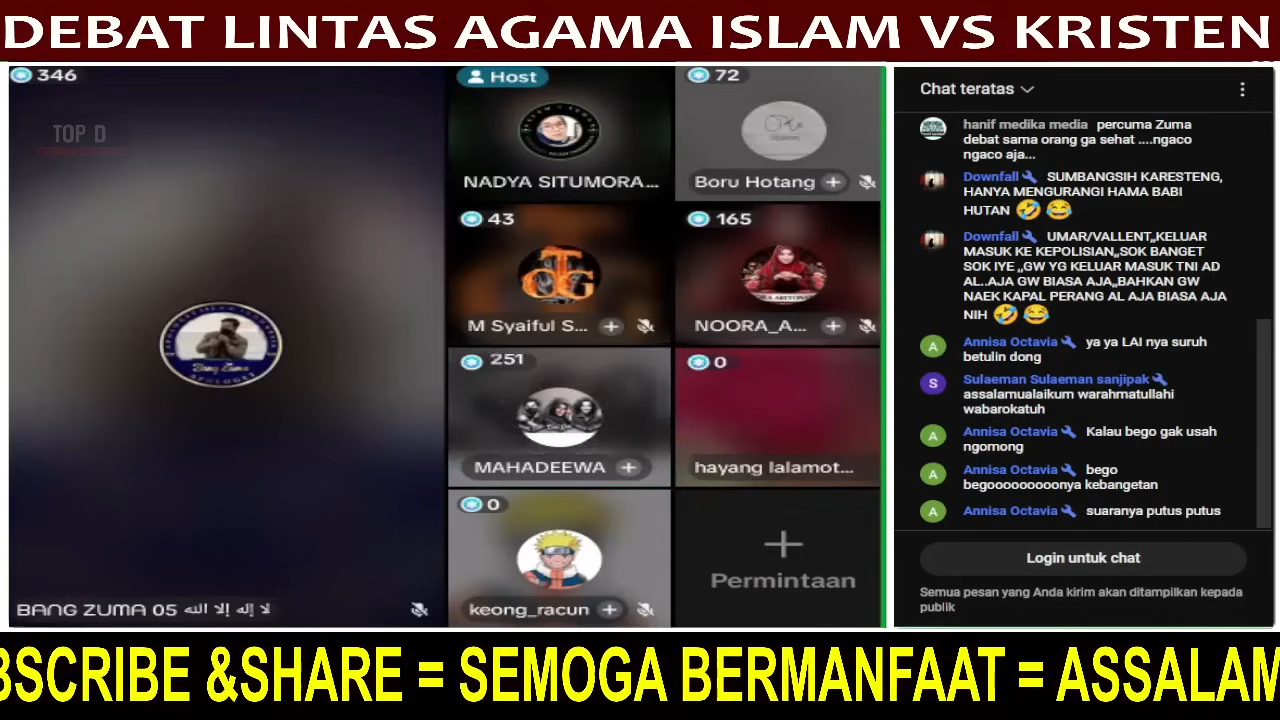 DEBAT LINTAS AGAMA ISLAM VS KRISTEN
346
TOP D
Host
NADYA SITUMORA...
72
Boru Hotang +
43
M Syaiful S... +
165
NOORA_A... +
251
MAHADEEWA +
0
hayang lalamot...
0
keong_racun +
+
Permintaan
Bang Zuma
APOLOGET
BANG ZUMA 05 لا إله إلا الله
Chat teratas
hanif medika media percuma Zuma
debat sama orang ga sehat ....ngaco
ngaco aja...
Downfall SUMBANGSIH KARESTENG,
HANYA MENGURANGI HAMA BABI
HUTAN 🤣 😂
Downfall UMAR/VALLENT,,KELUAR
MASUK KE KEPOLISIAN,,SOK BANGET
SOK IYE ,,GW YG KELUAR MASUK TNI AD
AL..AJA GW BIASA AJA,,BAHKAN GW
NAEK KAPAL PERANG AL AJA BIASA AJA
NIH 🤣 😂
A Annisa Octavia ya ya LAI nya suruh
betulin dong
S Sulaeman Sulaeman sanjipak
assalamualaikum warahmatullahi
wabarokatuh
A Annisa Octavia Kalau bego gak usah
ngomong
A Annisa Octavia bego
begooooooooonya kebangetan
A Annisa Octavia suaranya putus putus
Login untuk chat
Semua pesan yang Anda kirim akan ditampilkan kepada
publik
BSCRIBE &SHARE = SEMOGA BERMANFAAT = ASSALAM